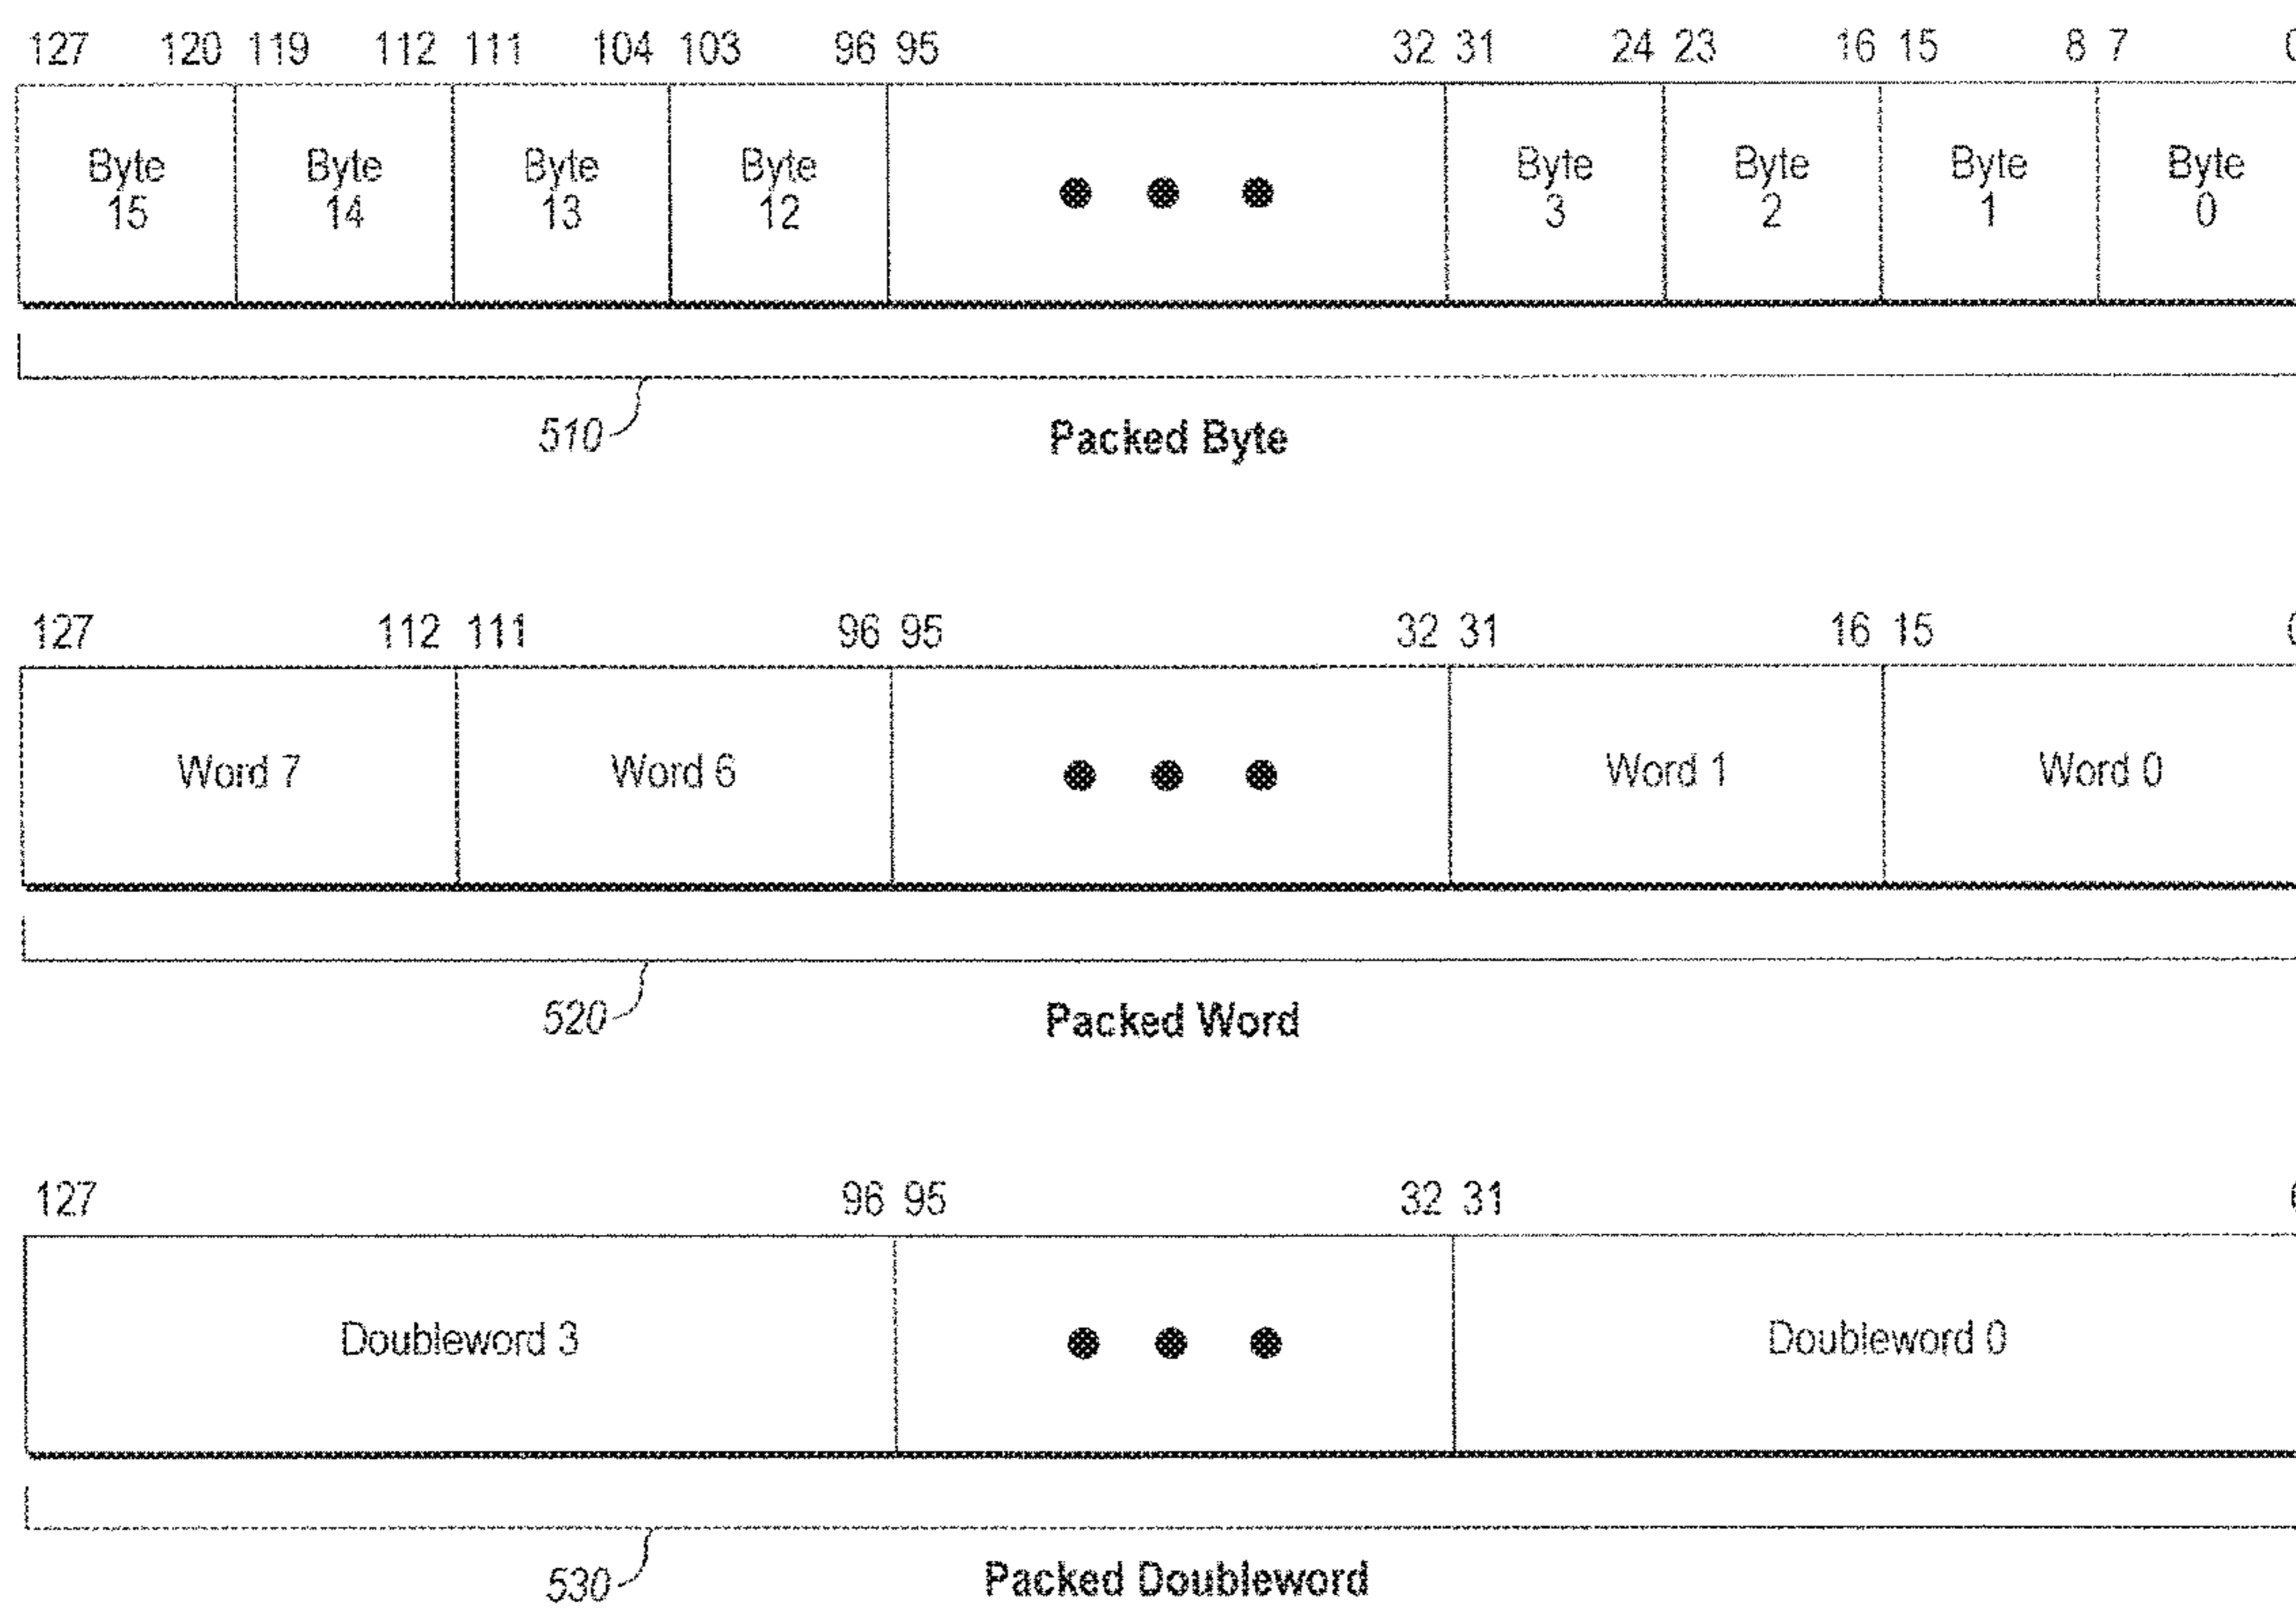 127 120 119 112 111 104 103 96 95 32 31 24 23 16 15 8 7 0
Byte Byte Byte Byte Byte Byte Byte Byte
15 14 13 12 3 2 1 0
510 Packed Byte
127 112 111 96 95 32 31 16 15 0
Word 7 Word 6 Word 1 Word 0
520 Packed Word
127 96 95 32 31
Doubleword 3 Doubleword 0
530 Packed Doubleword